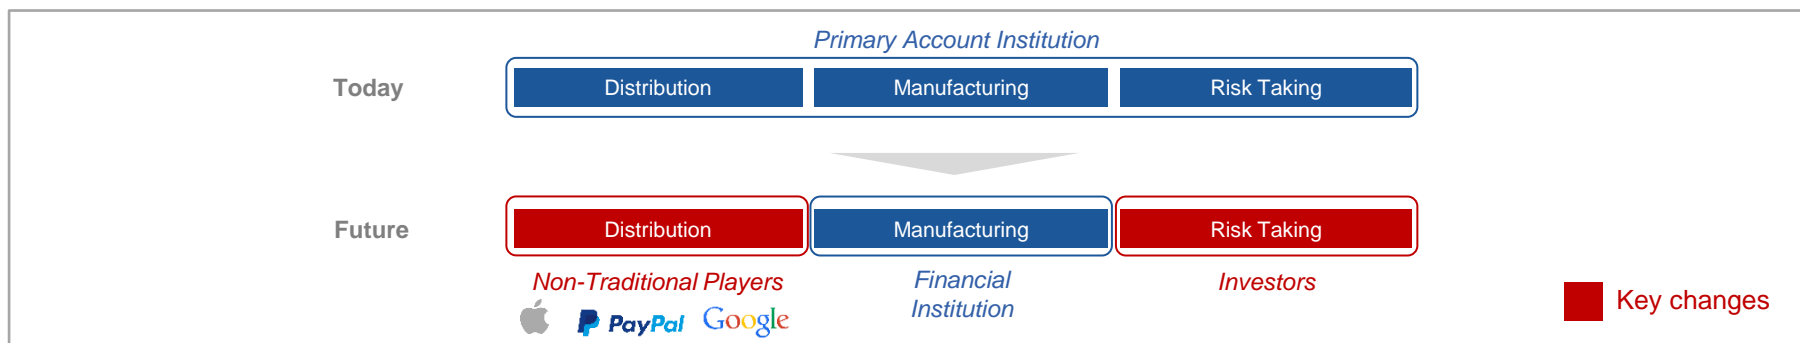 Primary Account Institution
Today
Distribution
Manufacturing
Risk Taking
Future
Distribution
Manufacturing
Risk Taking
Non-Traditional Players
Financial
Institution
Investors
PayPal
Google
Key changes